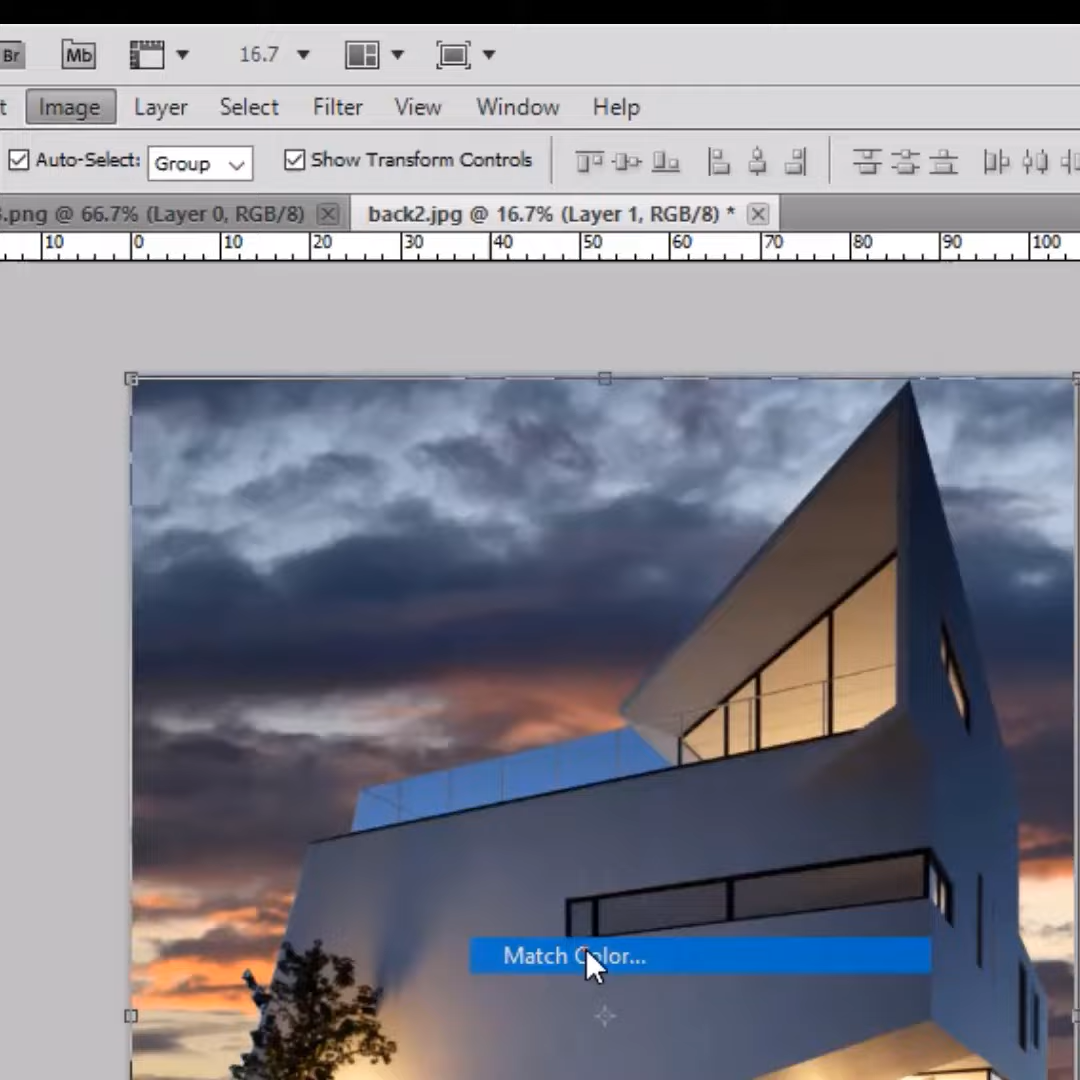 Br Mb 16.7
t Image Layer Select Filter View Window Help
Auto-Select: Group Show Transform Controls
.png @ 66.7% (Layer 0, RGB/8) back2.jpg @ 16.7% (Layer 1, RGB/8) *
10 0 10 20 30 40 50 60 70 80 90 100
Match Color...